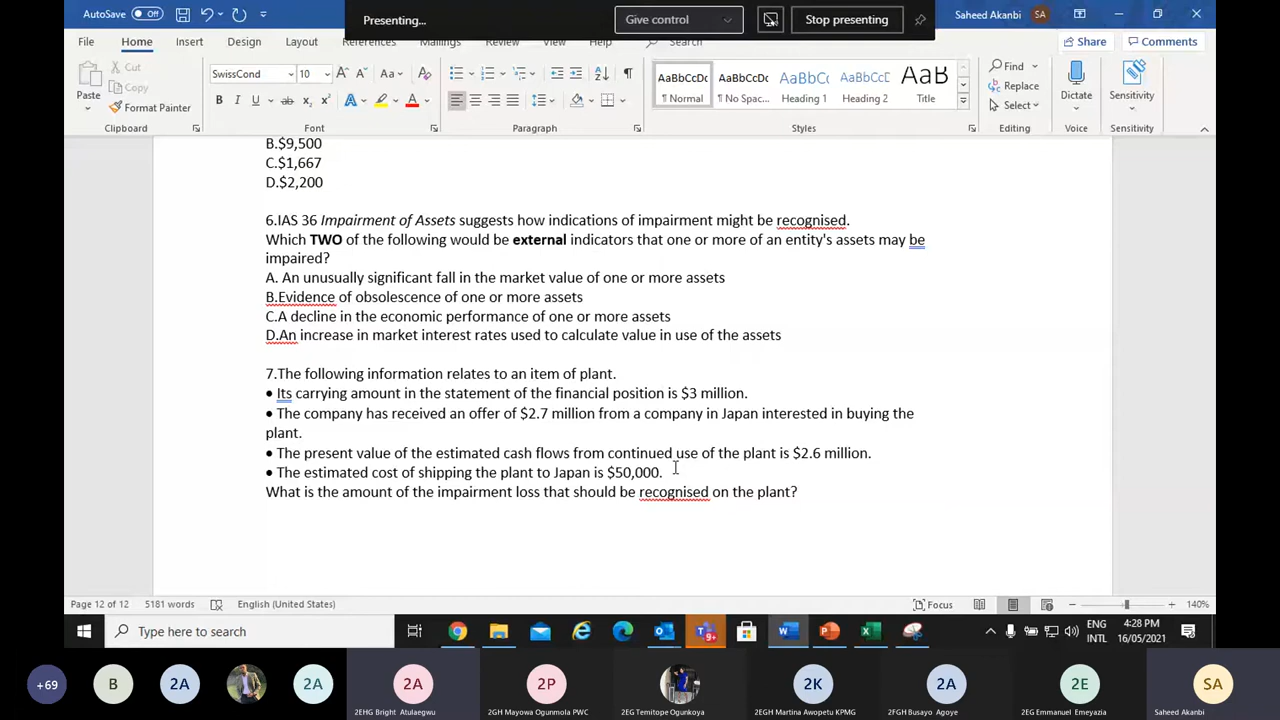 AutoSave Off
Presenting...
Give control
Stop presenting
Saheed Akanbi
SA
File Home Insert Design Layout References Mailings Review View Help Search
Share
Comments
Paste
Cut
Copy
Format Painter
Clipboard
SwissCond
10
Font
Paragraph
AaBbCcDc AaBbCcDc AaBbCc AaBbCcE AaB
¶ Normal ¶ No Spac... Heading 1 Heading 2 Title
Styles
Find
Replace
Select
Editing
Dictate
Voice
Sensitivity
Sensitivity
B.$9,500
C.$1,667
D.$2,200
6.IAS 36 Impairment of Assets suggests how indications of impairment might be recognised.
Which TWO of the following would be external indicators that one or more of an entity's assets may be
impaired?
A. An unusually significant fall in the market value of one or more assets
B.Evidence of obsolescence of one or more assets
C.A decline in the economic performance of one or more assets
D.An increase in market interest rates used to calculate value in use of the assets
7.The following information relates to an item of plant.
• Its carrying amount in the statement of the financial position is $3 million.
• The company has received an offer of $2.7 million from a company in Japan interested in buying the
plant.
• The present value of the estimated cash flows from continued use of the plant is $2.6 million.
• The estimated cost of shipping the plant to Japan is $50,000.
What is the amount of the impairment loss that should be recognised on the plant?
Page 12 of 12 5181 words English (United States)
Focus
140%
Type here to search
9+
ENG
INTL
4:28 PM
16/05/2021
+69 B 2A 2A 2A 2P 2K 2A 2E SA
2EHG Bright Atulaegwu
2GH Mayowa Ogunmola PWC
2EG Temitope Ogunkoya
2EGH Martina Awopetu KPMG
2FGH Busayo Agoye
2EG Emmanuel Emeyazia
Saheed Akanbi